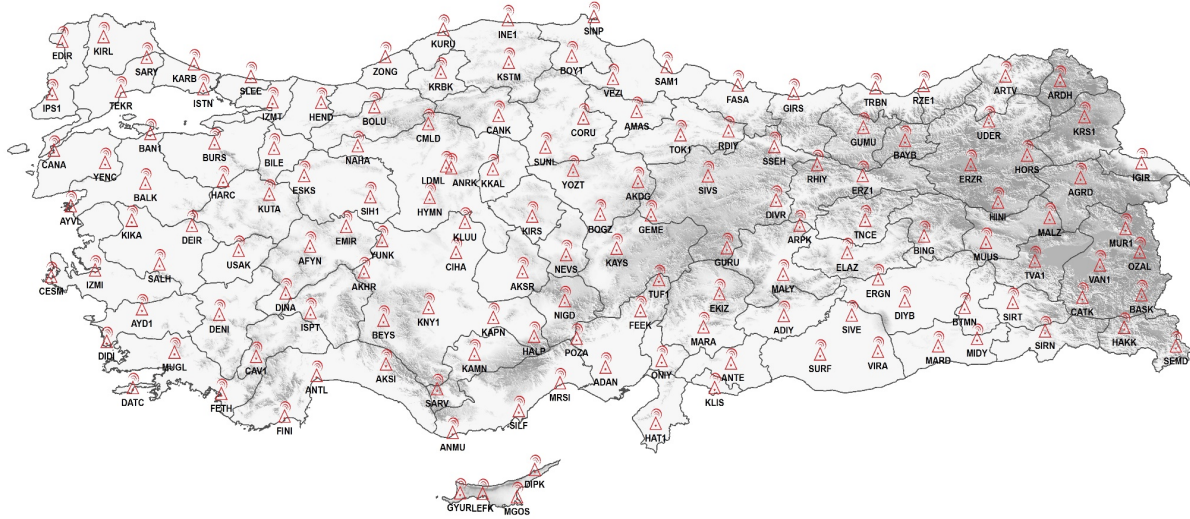 SINP
INE1
KURU
KIRL
EDIR
SARY
KARB
ZONG
KSTM
BOYT
SAM1
SLEE
KRBK
VEZI
FASA
GIRS
TRBN
RZE1
ARTV
ARDH
IPS1
TEKR
ISTN
IZMT
HEND
BOLU
CANK
CORU
AMAS
UDER
KRS1
CMLD
BAN1
BURS
BILE
NAHA
SUNL
TOK1
RDIY
SSEH
GUMU
BAYB
HORS
CANA
YENC
LDML
ANRK
KKAL
YOZT
SIVS
RHIY
ERZ1
ERZR
AGRD
IGIR
BALK
HARC
KUTA
ESKS
SIH1
HYMN
AKDG
DIVR
HINI
AYVL
KIKA
DEIR
EMIR
KLUU
KIRS
BOGZ
GEME
ARPK
TNCE
BING
MALZ
MUR1
USAK
AFYN
YUNK
CIHA
NEVS
KAYS
GURU
ELAZ
MUUS
TVA1
VAN1
OZAL
CESM
IZMI
SALH
AKHR
AKSR
TUF1
MALY
ERGN
DINA
NIGD
EKIZ
DIYB
BTMN
SIRT
CATK
BASK
AYD1
DENI
ISPT
BEYS
KNY1
KAPN
FEEK
MARA
ADIY
SIVE
DIDI
MUGL
CAV1
AKSI
KAMN
HALP
POZA
ADAN
ONIY
ANTE
SURF
VIRA
MARD
MIDY
SIRN
HAKK
SEMD
DATC
FETH
ANTL
SARV
MRSI
KLIS
FINI
ANMU
SILF
HAT1
DIPK
GYUR
LEFK
MGOS